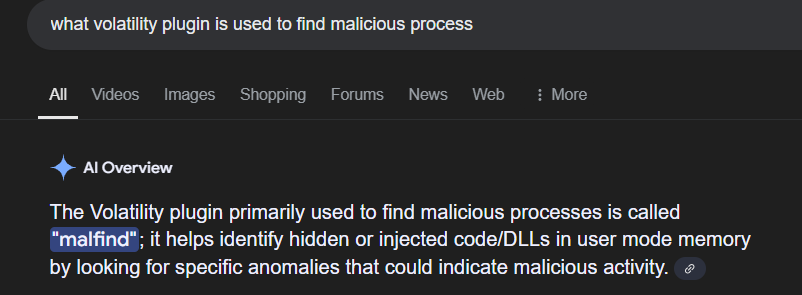 what volatility plugin is used to find malicious process
All Videos Images Shopping Forums News Web More
AI Overview
The Volatility plugin primarily used to find malicious processes is called
"malfind"; it helps identify hidden or injected code/DLLs in user mode memory
by looking for specific anomalies that could indicate malicious activity.